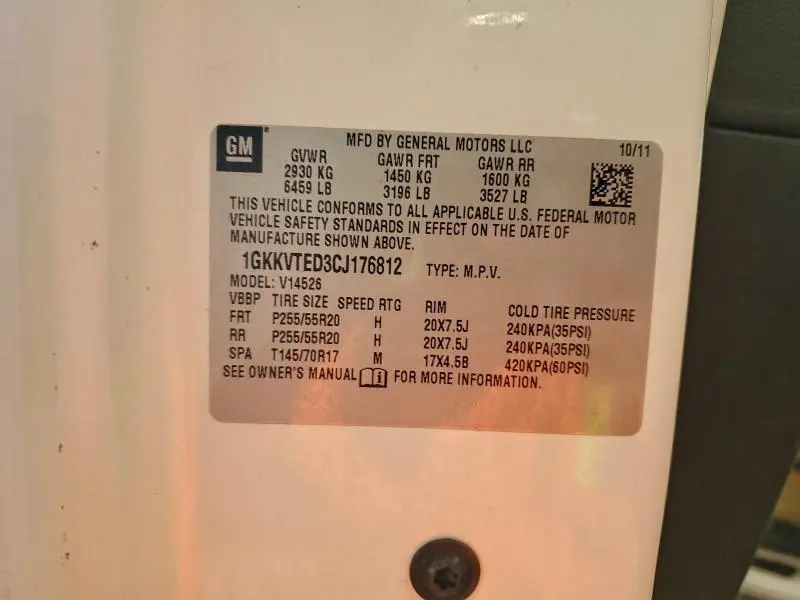 GM ® MFD BY GENERAL MOTORS LLC 10/11
GVWR GAWR FRT GAWR RR
2930 KG 1450 KG 1600 KG
6459 LB 3196 LB 3527 LB
THIS VEHICLE CONFORMS TO ALL APPLICABLE U.S. FEDERAL MOTOR
VEHICLE SAFETY STANDARDS IN EFFECT ON THE DATE OF
MANUFACTURE SHOWN ABOVE.
1GKKVTED3CJ176812 TYPE: M.P.V.
MODEL: V14526
VBBP TIRE SIZE SPEED RTG RIM COLD TIRE PRESSURE
FRT P255/55R20 H 20X7.5J 240KPA(35PSI)
RR P255/55R20 H 20X7.5J 240KPA(35PSI)
SPA T145/70R17 M 17X4.5B 420KPA(60PSI)
SEE OWNER'S MANUAL FOR MORE INFORMATION.